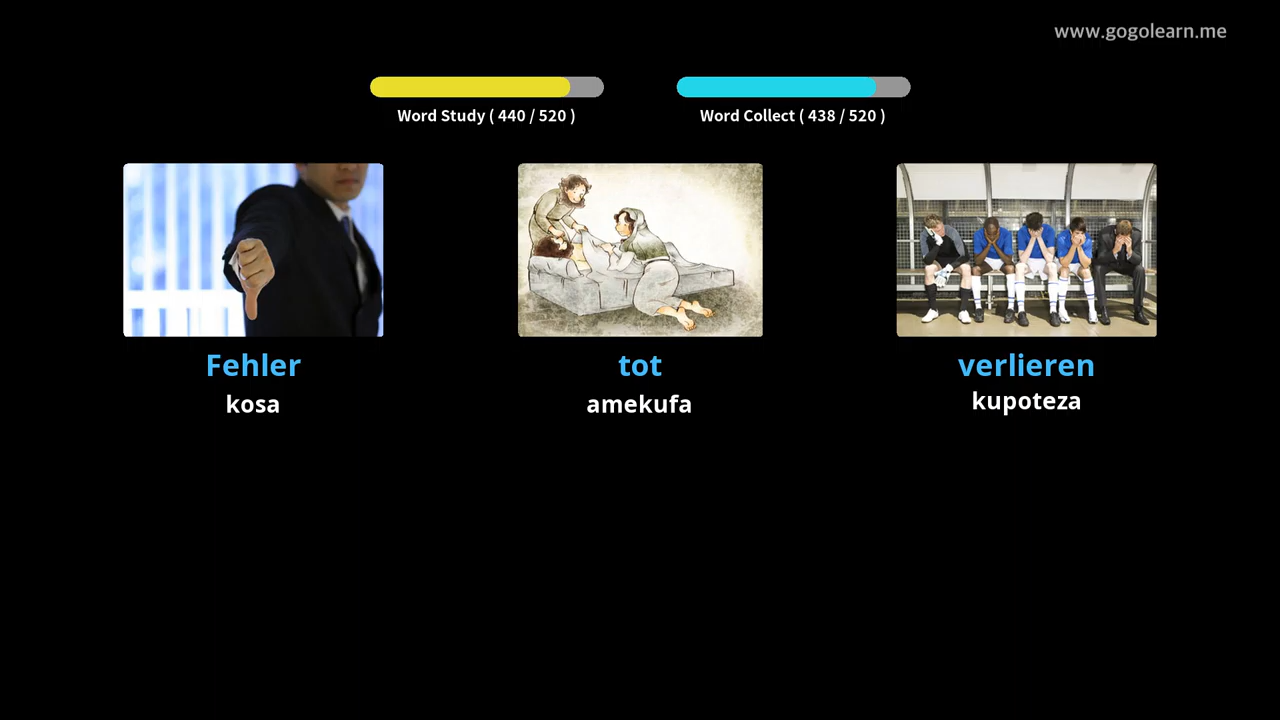 www.gogolearn.me
Word Study ( 440 / 520 )
Word Collect ( 438 / 520 )
Fehler
kosa
tot
amekufa
verlieren
kupoteza